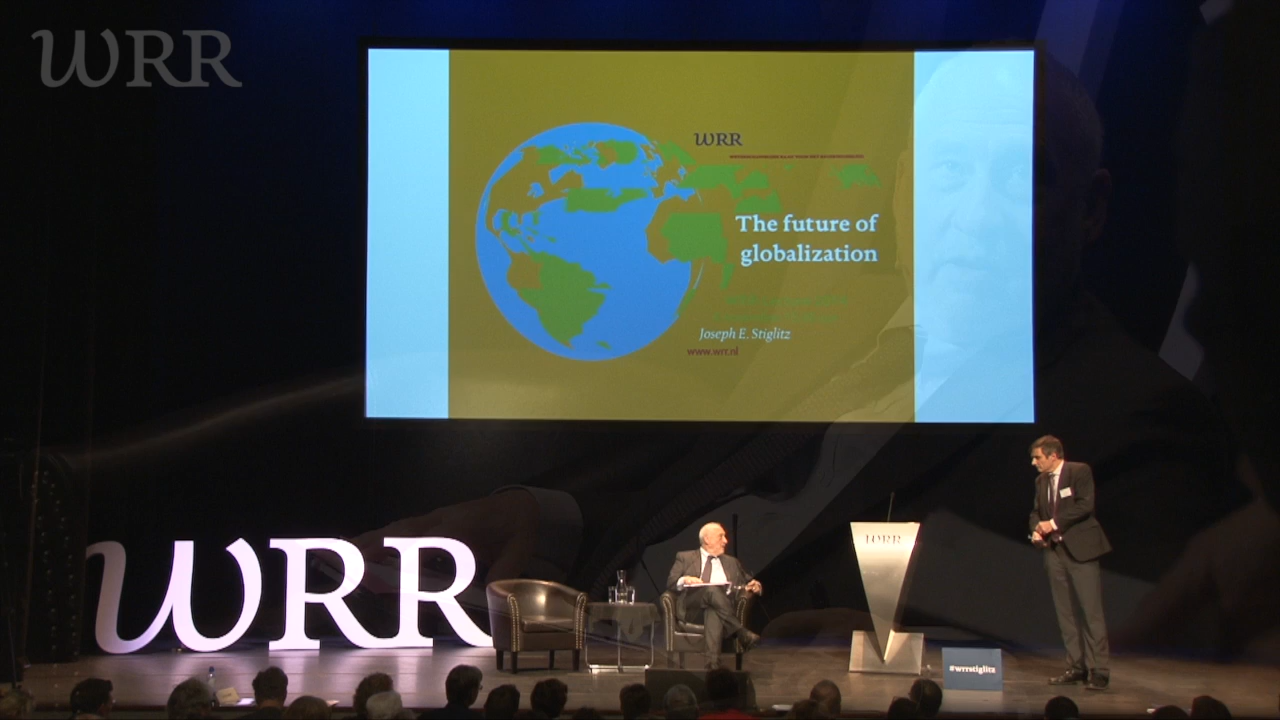 WRR
WRR
The future of
globalization
Joseph E. Stiglitz
www.wrr.nl
WRR
WRR
#wrrstiglitz